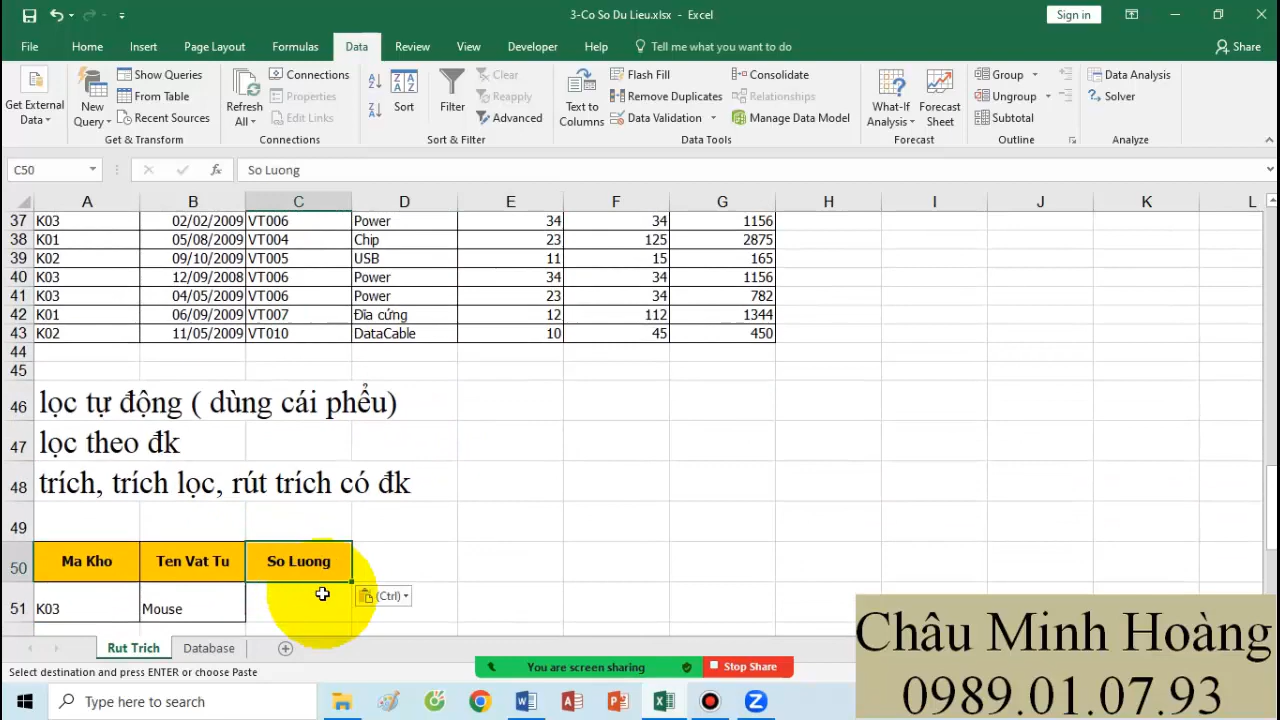 3-Co So Du Lieu.xlsx - Excel
Sign in
File Home Insert Page Layout Formulas Data Review View Developer Help Tell me what you want to do Share
Get External Data
New Query
Show Queries
From Table
Recent Sources
Get & Transform
Refresh All
Connections
Properties
Edit Links
Connections
Sort
Filter
Clear
Reapply
Advanced
Sort & Filter
Text to Columns
Flash Fill
Remove Duplicates
Data Validation
Consolidate
Relationships
Manage Data Model
Data Tools
What-If Analysis
Forecast Sheet
Forecast
Group
Ungroup
Subtotal
Outline
Data Analysis
Solver
Analyze
C50 fx So Luong
A B C D E F G H I J K L
37 K03 02/02/2009 VT006 Power 34 34 1156
38 K01 05/08/2009 VT004 Chip 23 125 2875
39 K02 09/10/2009 VT005 USB 11 15 165
40 K03 12/09/2008 VT006 Power 34 34 1156
41 K03 04/05/2009 VT006 Power 23 34 782
42 K01 06/09/2009 VT007 Đĩa cứng 12 112 1344
43 K02 11/05/2009 VT010 DataCable 10 45 450
44
45
46 lọc tự động ( dùng cái phểu)
47 lọc theo đk
48 trích, trích lọc, rút trích có đk
49
50 Ma Kho Ten Vat Tu So Luong
51 K03 Mouse
(Ctrl)
Rut Trich Database
Select destination and press ENTER or choose Paste
You are screen sharing Stop Share
Type here to search
Châu Minh Hoàng
0989.01.07.93